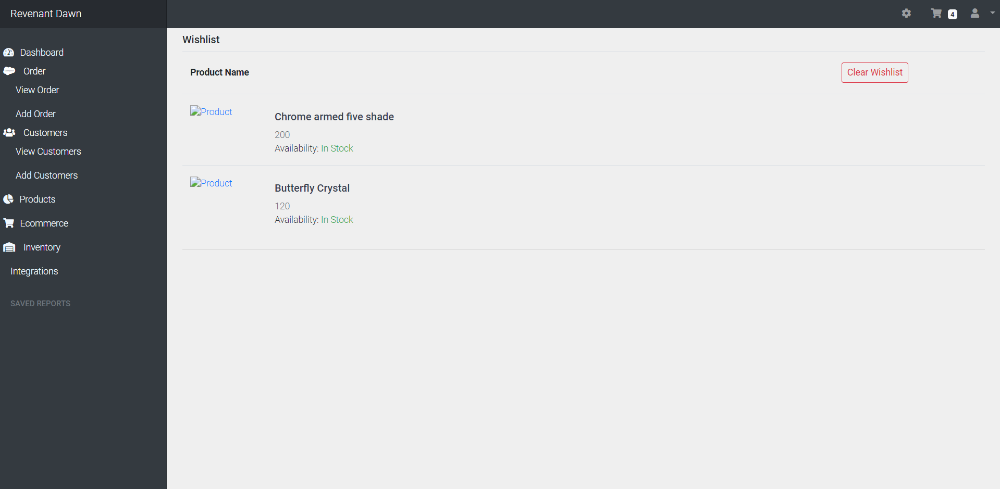 Revenant Dawn
4
Dashboard
Order
View Order
Add Order
Customers
View Customers
Add Customers
Products
Ecommerce
Inventory
Integrations
SAVED REPORTS
Wishlist
Product Name
Clear Wishlist
Product
Chrome armed five shade
200
Availability: In Stock
Product
Butterfly Crystal
120
Availability: In Stock